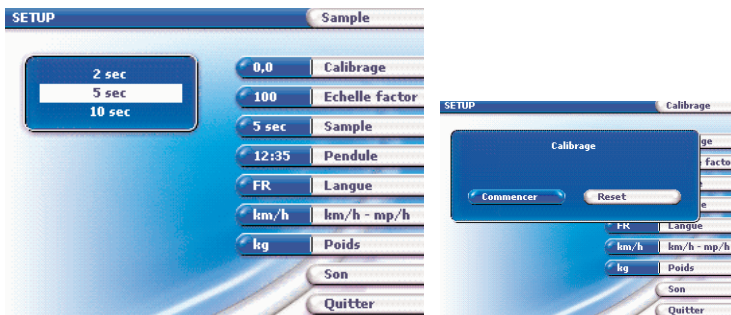 SETUP Sample
2 sec
5 sec
10 sec
0,0 Calibrage
100 Echelle factor
5 sec Sample
12:35 Pendule
FR Langue
km/h km/h - mp/h
kg Poids
Son
Quitter
SETUP Calibrage
Calibrage
Commencer Reset
FR Langue
km/h km/h - mp/h
kg Poids
Son
Quitter